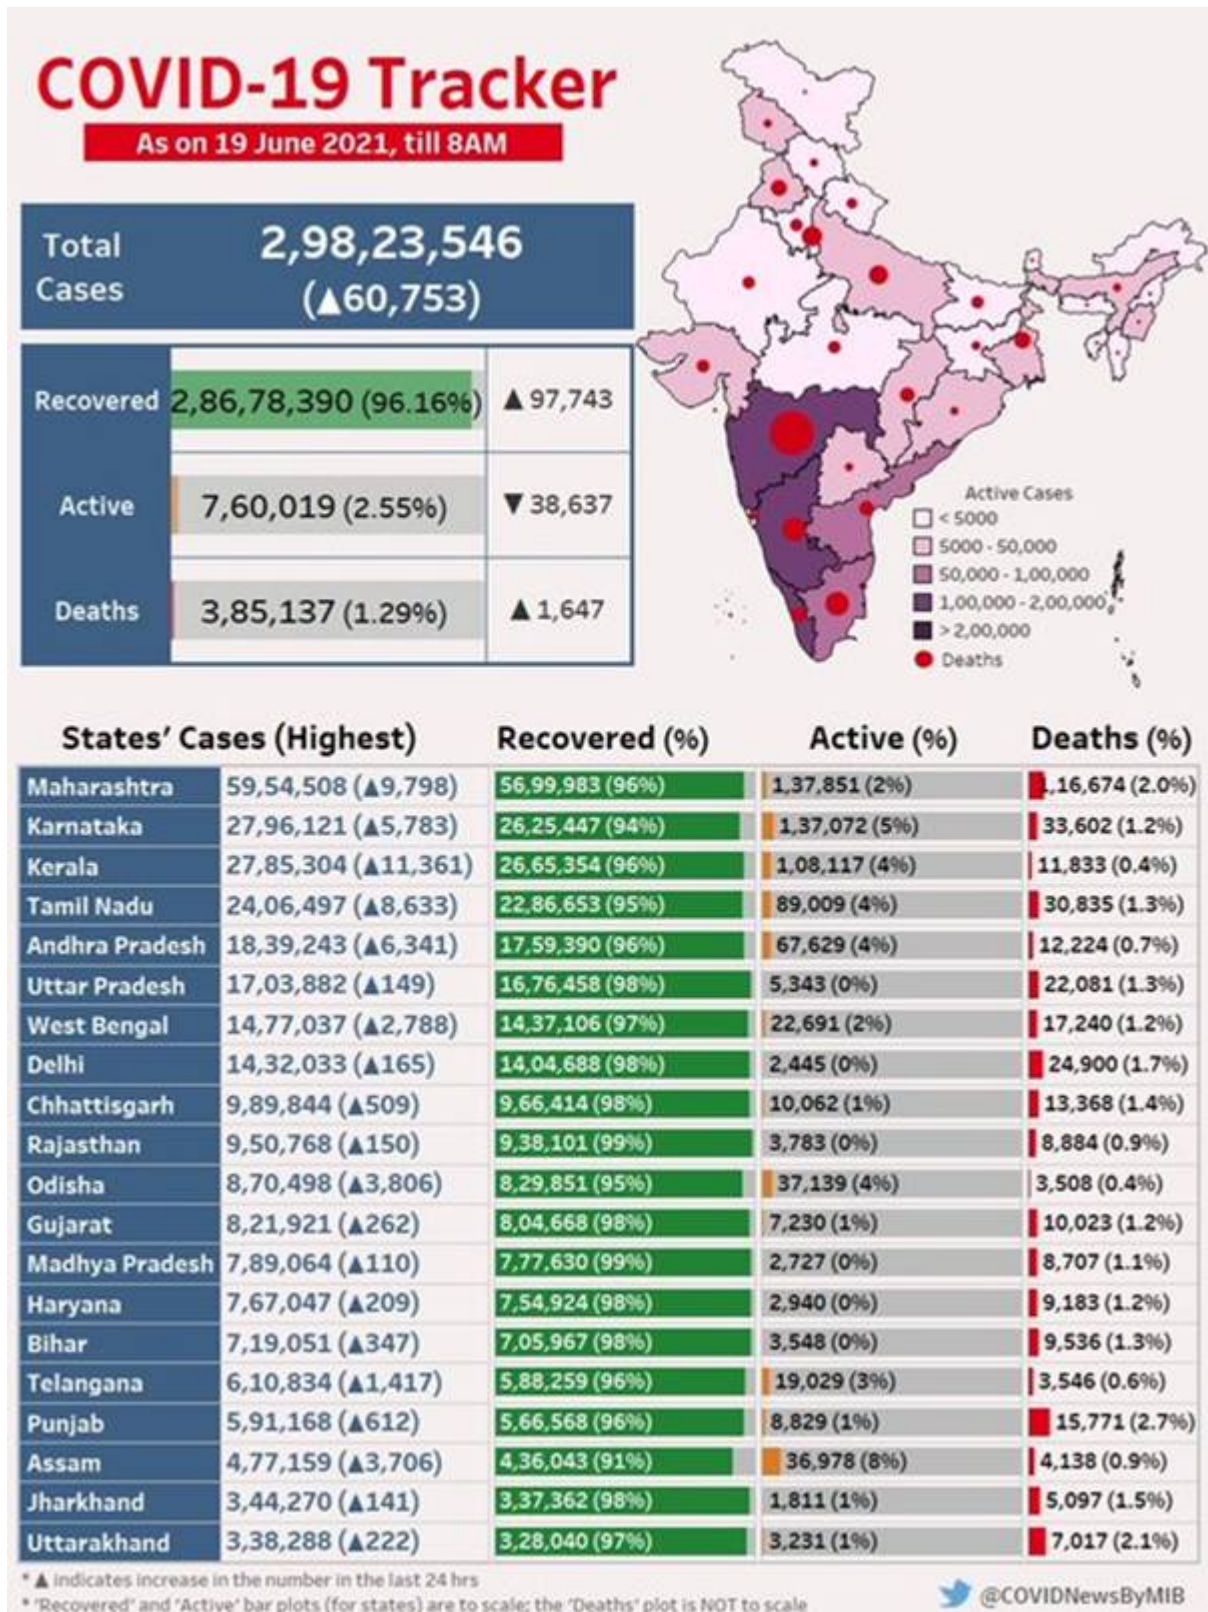 COVID-19 Tracker
As on 19 June 2021, till 8AM
Total Cases
2,98,23,546
(▲60,753)
Recovered 2,86,78,390 (96.16%) ▲ 97,743
Active 7,60,019 (2.55%) ▼ 38,637
Deaths 3,85,137 (1.29%) ▲ 1,647
Active Cases
< 5000
5000 - 50,000
50,000 - 1,00,000
1,00,000 - 2,00,000
> 2,00,000
Deaths
States' Cases (Highest) Recovered (%) Active (%) Deaths (%)
Maharashtra 59,54,508 (▲9,798) 56,99,983 (96%) 1,37,851 (2%) 1,16,674 (2.0%)
Karnataka 27,96,121 (▲5,783) 26,25,447 (94%) 1,37,072 (5%) 33,602 (1.2%)
Kerala 27,85,304 (▲11,361) 26,65,354 (96%) 1,08,117 (4%) 11,833 (0.4%)
Tamil Nadu 24,06,497 (▲8,633) 22,86,653 (95%) 89,009 (4%) 30,835 (1.3%)
Andhra Pradesh 18,39,243 (▲6,341) 17,59,390 (96%) 67,629 (4%) 12,224 (0.7%)
Uttar Pradesh 17,03,882 (▲149) 16,76,458 (98%) 5,343 (0%) 22,081 (1.3%)
West Bengal 14,77,037 (▲2,788) 14,37,106 (97%) 22,691 (2%) 17,240 (1.2%)
Delhi 14,32,033 (▲165) 14,04,688 (98%) 2,445 (0%) 24,900 (1.7%)
Chhattisgarh 9,89,844 (▲509) 9,66,414 (98%) 10,062 (1%) 13,368 (1.4%)
Rajasthan 9,50,768 (▲150) 9,38,101 (99%) 3,783 (0%) 8,884 (0.9%)
Odisha 8,70,498 (▲3,806) 8,29,851 (95%) 37,139 (4%) 3,508 (0.4%)
Gujarat 8,21,921 (▲262) 8,04,668 (98%) 7,230 (1%) 10,023 (1.2%)
Madhya Pradesh 7,89,064 (▲110) 7,77,630 (99%) 2,727 (0%) 8,707 (1.1%)
Haryana 7,67,047 (▲209) 7,54,924 (98%) 2,940 (0%) 9,183 (1.2%)
Bihar 7,19,051 (▲347) 7,05,967 (98%) 3,548 (0%) 9,536 (1.3%)
Telangana 6,10,834 (▲1,417) 5,88,259 (96%) 19,029 (3%) 3,546 (0.6%)
Punjab 5,91,168 (▲612) 5,66,568 (96%) 8,829 (1%) 15,771 (2.7%)
Assam 4,77,159 (▲3,706) 4,36,043 (91%) 36,978 (8%) 4,138 (0.9%)
Jharkhand 3,44,270 (▲141) 3,37,362 (98%) 1,811 (1%) 5,097 (1.5%)
Uttarakhand 3,38,288 (▲222) 3,28,040 (97%) 3,231 (1%) 7,017 (2.1%)
* ▲ indicates increase in the number in the last 24 hrs
* 'Recovered' and 'Active' bar plots (for states) are to scale; the 'Deaths' plot is NOT to scale
@COVIDNewsByMIB